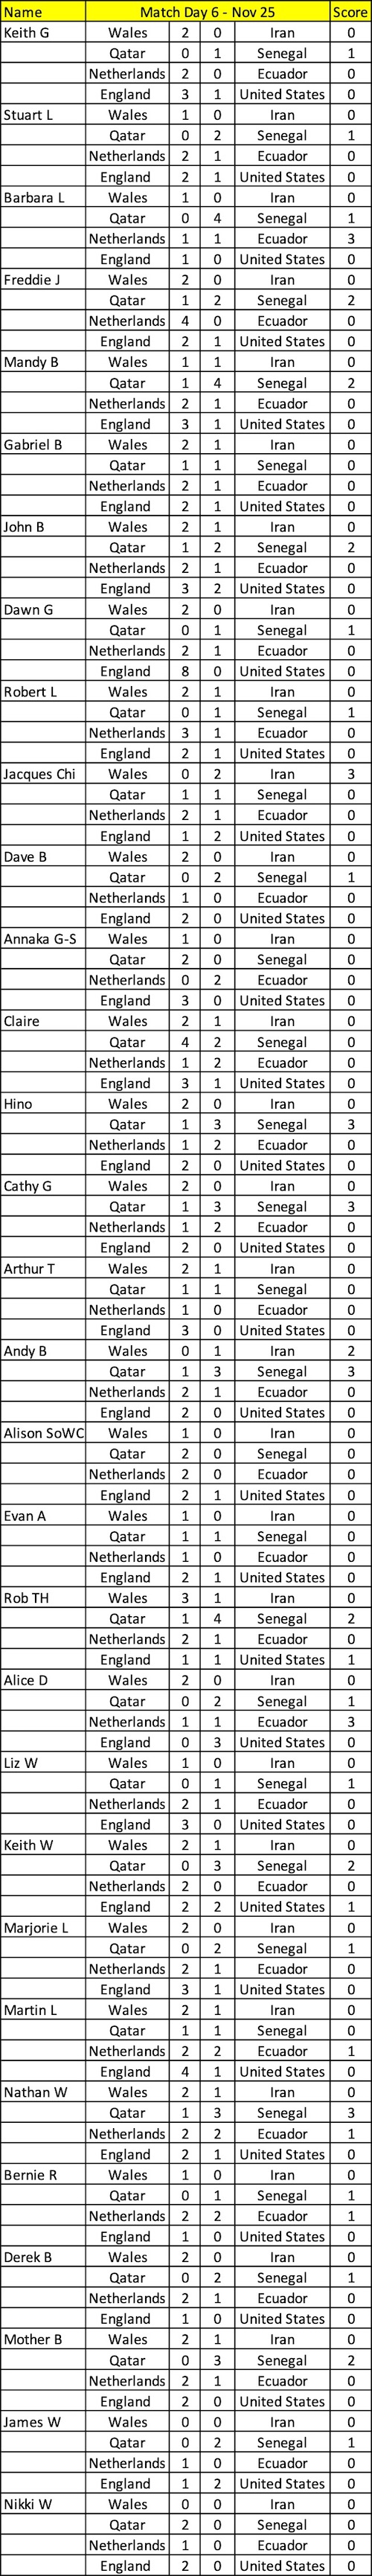 Name Match Day 6 - Nov 25 Score
Keith G Wales 2 0 Iran 0
Qatar 0 1 Senegal 1
Netherlands 2 0 Ecuador 0
England 3 1 United States 0
Stuart L Wales 1 0 Iran 0
Qatar 0 2 Senegal 1
Netherlands 2 1 Ecuador 0
England 2 1 United States 0
Barbara L Wales 1 0 Iran 0
Qatar 0 4 Senegal 1
Netherlands 1 1 Ecuador 3
England 1 0 United States 0
Freddie J Wales 2 0 Iran 0
Qatar 1 2 Senegal 2
Netherlands 4 0 Ecuador 0
England 2 1 United States 0
Mandy B Wales 1 1 Iran 0
Qatar 1 4 Senegal 2
Netherlands 2 1 Ecuador 0
England 3 1 United States 0
Gabriel B Wales 2 1 Iran 0
Qatar 1 1 Senegal 0
Netherlands 2 1 Ecuador 0
England 2 1 United States 0
John B Wales 2 1 Iran 0
Qatar 1 2 Senegal 2
Netherlands 2 1 Ecuador 0
England 3 2 United States 0
Dawn G Wales 2 0 Iran 0
Qatar 0 1 Senegal 1
Netherlands 2 1 Ecuador 0
England 8 0 United States 0
Robert L Wales 2 1 Iran 0
Qatar 0 1 Senegal 1
Netherlands 3 1 Ecuador 0
England 2 1 United States 0
Jacques Chi Wales 0 2 Iran 3
Qatar 1 1 Senegal 0
Netherlands 2 1 Ecuador 0
England 1 2 United States 0
Dave B Wales 2 0 Iran 0
Qatar 0 2 Senegal 1
Netherlands 1 0 Ecuador 0
England 2 0 United States 0
Annaka G-S Wales 1 0 Iran 0
Qatar 2 0 Senegal 0
Netherlands 0 2 Ecuador 0
England 3 0 United States 0
Claire Wales 2 1 Iran 0
Qatar 4 2 Senegal 0
Netherlands 1 2 Ecuador 0
England 3 1 United States 0
Hino Wales 2 0 Iran 0
Qatar 1 3 Senegal 3
Netherlands 1 2 Ecuador 0
England 2 0 United States 0
Cathy G Wales 2 0 Iran 0
Qatar 1 3 Senegal 3
Netherlands 1 2 Ecuador 0
England 2 0 United States 0
Arthur T Wales 2 1 Iran 0
Qatar 1 1 Senegal 0
Netherlands 1 0 Ecuador 0
England 3 0 United States 0
Andy B Wales 0 1 Iran 2
Qatar 1 3 Senegal 3
Netherlands 2 1 Ecuador 0
England 2 0 United States 0
Alison SoWC Wales 1 0 Iran 0
Qatar 2 0 Senegal 0
Netherlands 2 0 Ecuador 0
England 2 1 United States 0
Evan A Wales 1 0 Iran 0
Qatar 1 1 Senegal 0
Netherlands 1 0 Ecuador 0
England 2 1 United States 0
Rob TH Wales 3 1 Iran 0
Qatar 1 4 Senegal 2
Netherlands 2 1 Ecuador 0
England 1 1 United States 1
Alice D Wales 2 0 Iran 0
Qatar 0 2 Senegal 1
Netherlands 1 1 Ecuador 3
England 0 3 United States 0
Liz W Wales 1 0 Iran 0
Qatar 0 1 Senegal 1
Netherlands 2 1 Ecuador 0
England 3 0 United States 0
Keith W Wales 2 1 Iran 0
Qatar 0 3 Senegal 2
Netherlands 2 0 Ecuador 0
England 2 2 United States 1
Marjorie L Wales 2 0 Iran 0
Qatar 0 2 Senegal 1
Netherlands 2 1 Ecuador 0
England 3 1 United States 0
Martin L Wales 2 1 Iran 0
Qatar 1 1 Senegal 0
Netherlands 2 2 Ecuador 1
England 4 1 United States 0
Nathan W Wales 2 1 Iran 0
Qatar 1 3 Senegal 3
Netherlands 2 2 Ecuador 1
England 2 1 United States 0
Bernie R Wales 1 0 Iran 0
Qatar 0 1 Senegal 1
Netherlands 2 2 Ecuador 1
England 1 0 United States 0
Derek B Wales 2 0 Iran 0
Qatar 0 2 Senegal 1
Netherlands 2 1 Ecuador 0
England 1 0 United States 0
Mother B Wales 2 1 Iran 0
Qatar 0 3 Senegal 2
Netherlands 2 1 Ecuador 0
England 2 0 United States 0
James W Wales 0 0 Iran 0
Qatar 0 2 Senegal 1
Netherlands 1 0 Ecuador 0
England 1 2 United States 0
Nikki W Wales 0 0 Iran 0
Qatar 2 0 Senegal 0
Netherlands 1 0 Ecuador 0
England 2 0 United States 0